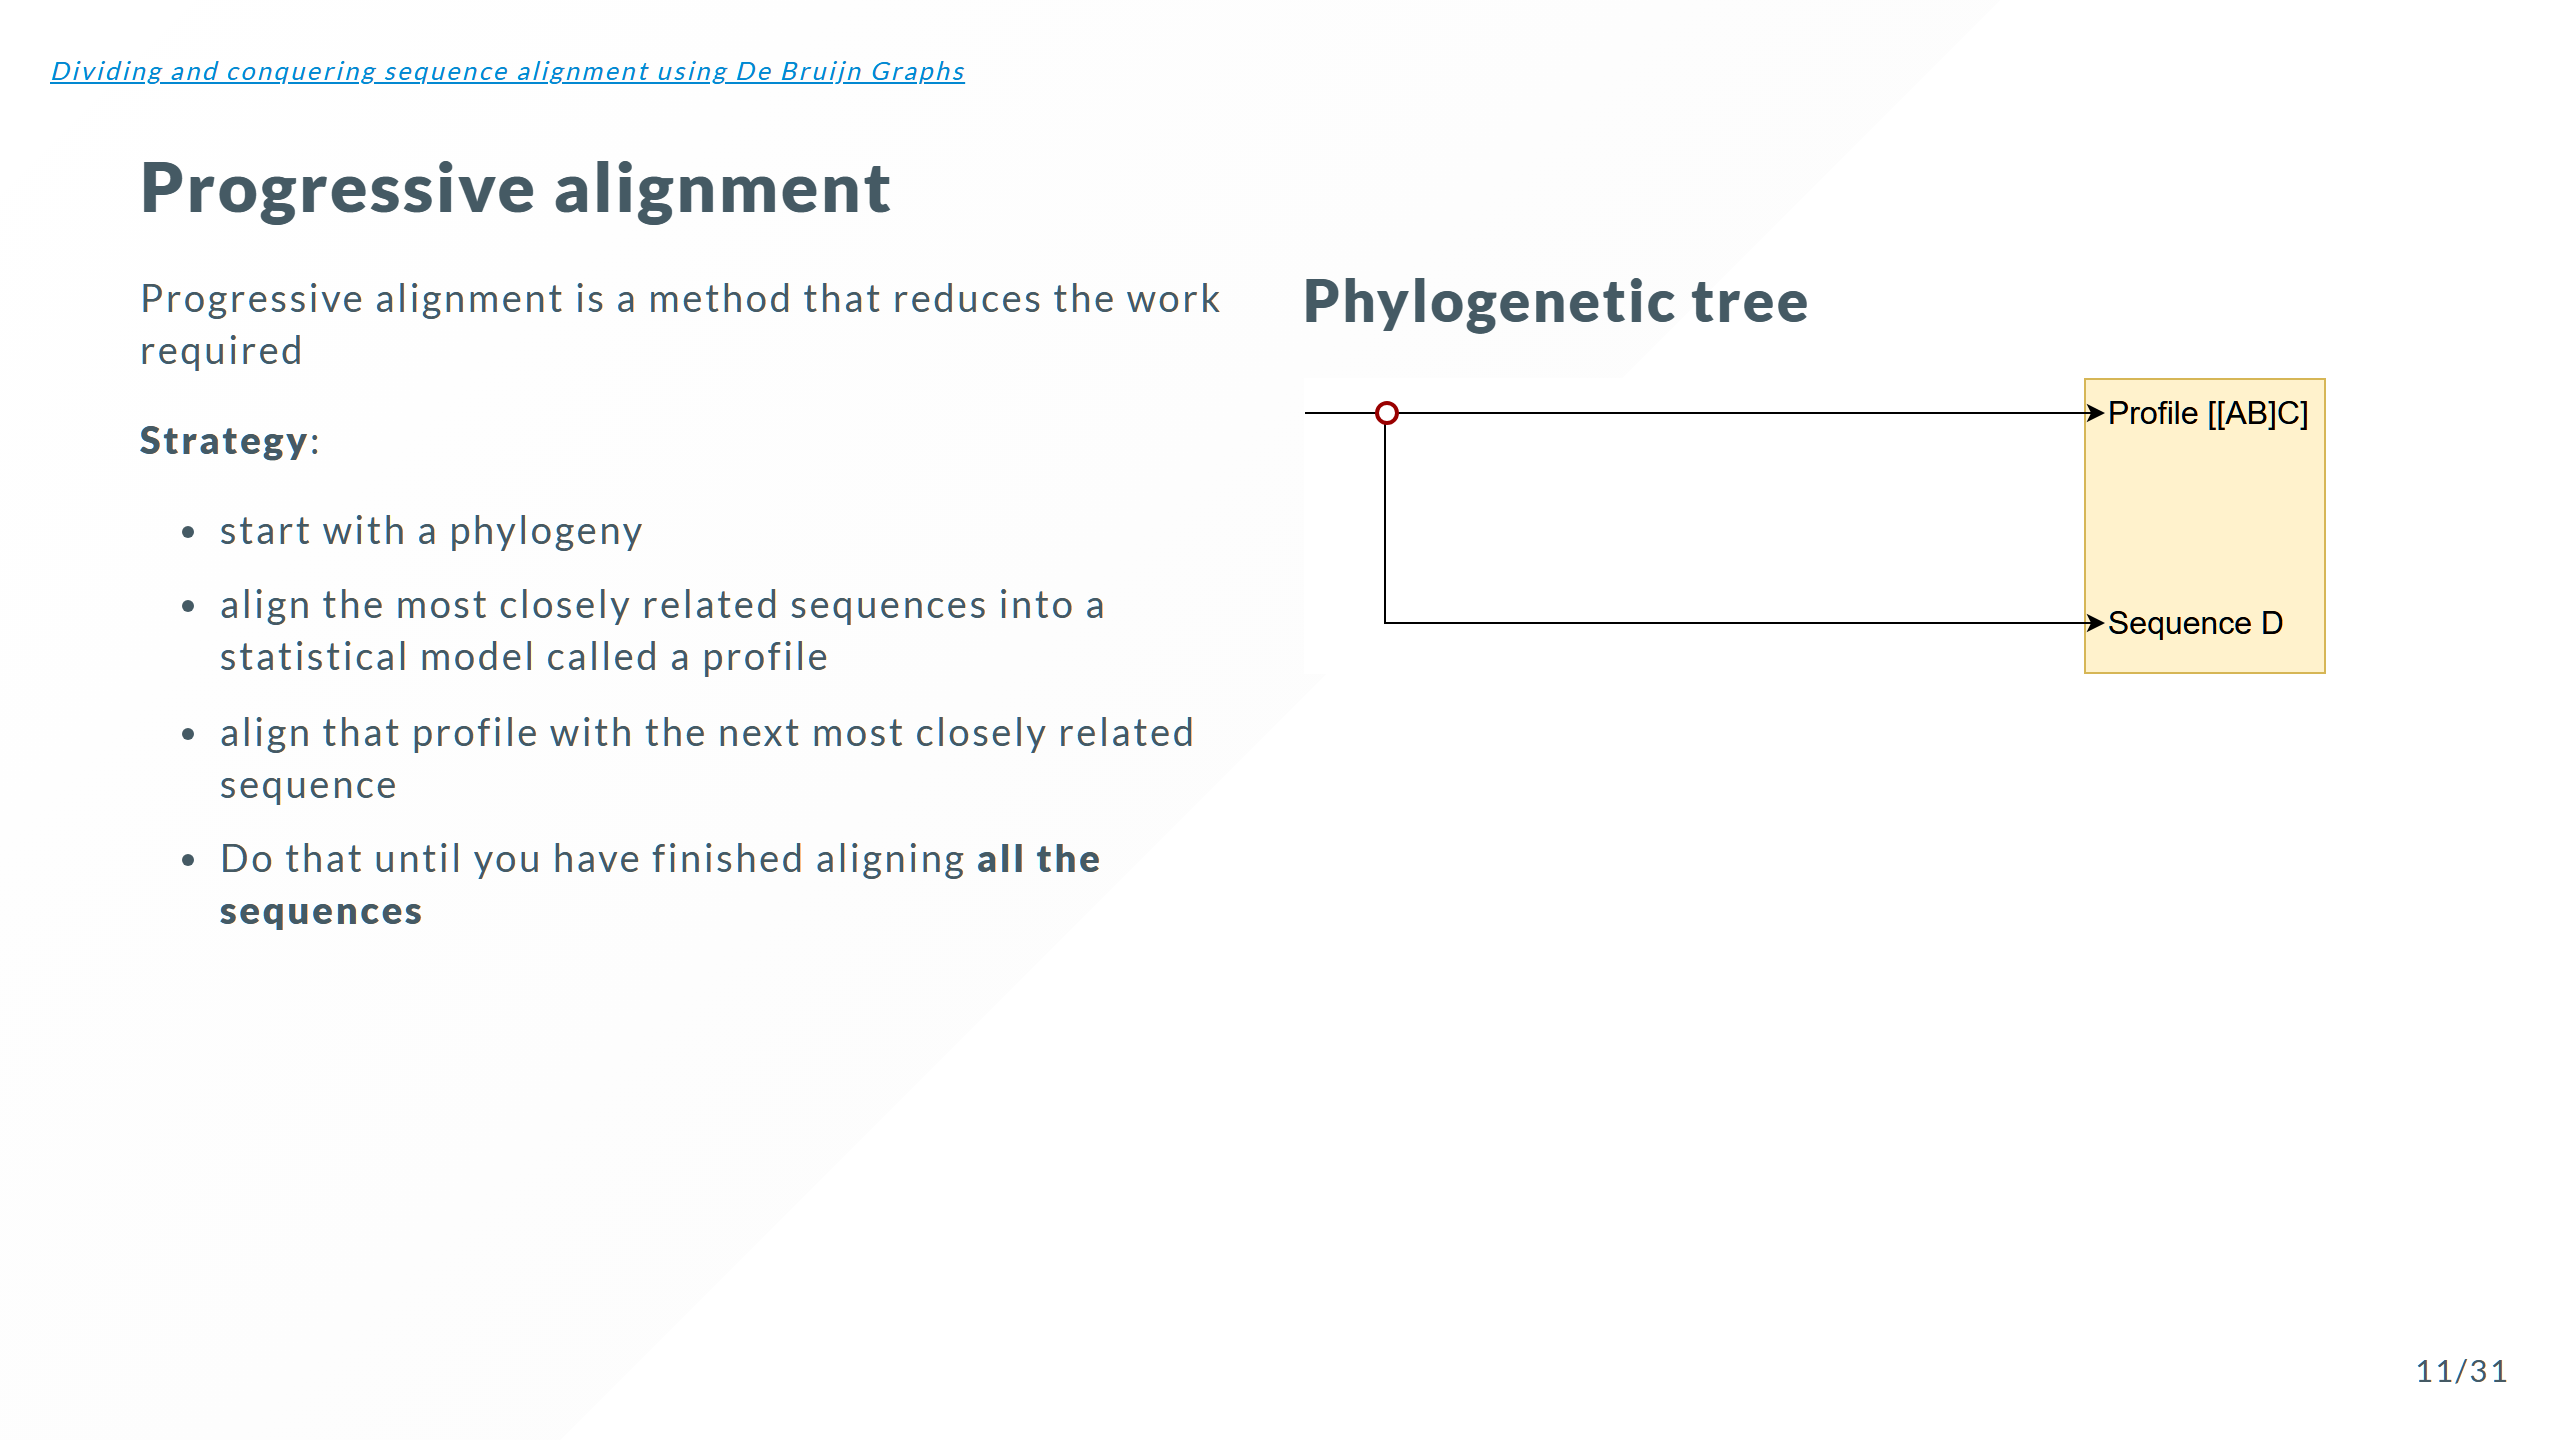 Dividing and conquering sequence alignment using De Bruijn Graphs
Progressive alignment
Progressive alignment is a method that reduces the work
required
Strategy:
• start with a phylogeny
• align the most closely related sequences into a
statistical model called a profile
• align that profile with the next most closely related
sequence
• Do that until you have finished aligning all the
sequences
Phylogenetic tree
Profile [[AB]C]
Sequence D
11/31